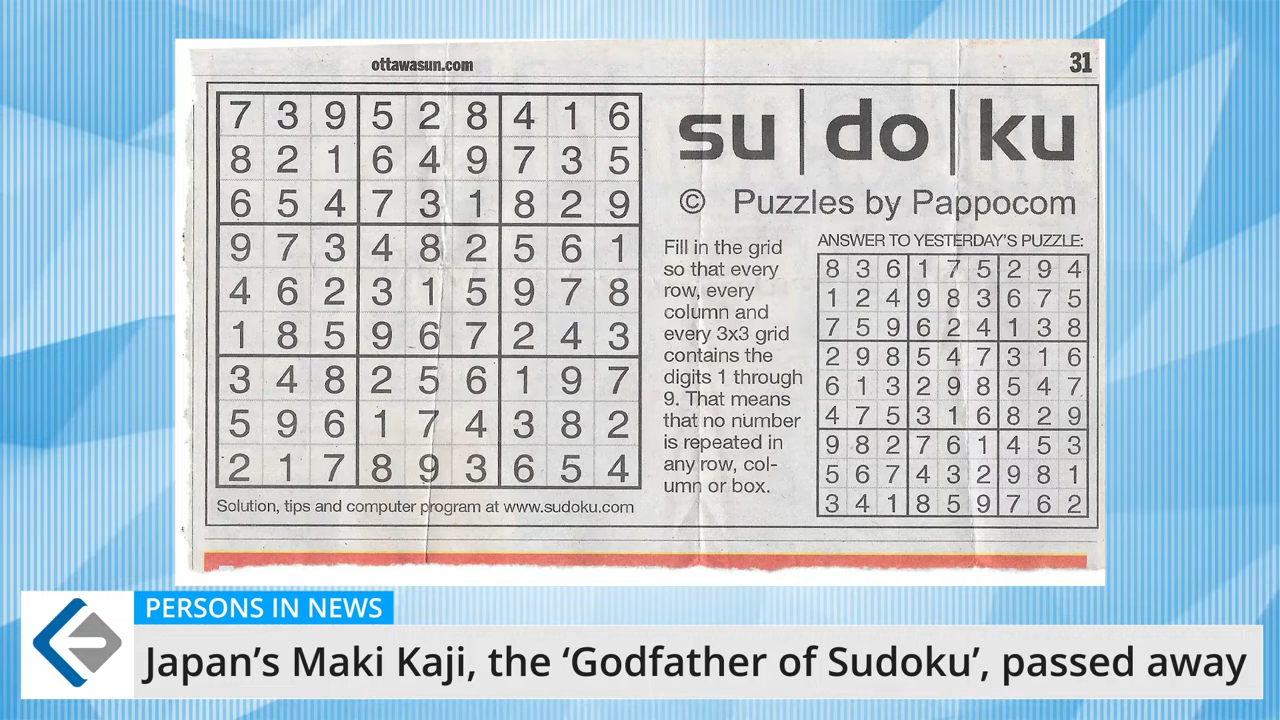 ottawasun.com
31
7 3 9 5 2 8 4 1 6
8 2 1 6 4 9 7 3 5
6 5 4 7 3 1 8 2 9
9 7 3 4 8 2 5 6 1
4 6 2 3 1 5 9 7 8
1 8 5 9 6 7 2 4 3
3 4 8 2 5 6 1 9 7
5 9 6 1 7 4 3 8 2
2 1 7 8 9 3 6 5 4
Solution, tips and computer program at www.sudoku.com
su|do|ku
© Puzzles by Pappocom
Fill in the grid
so that every
row, every
column and
every 3x3 grid
contains the
digits 1 through
9. That means
that no number
is repeated in
any row, col-
umn or box.
ANSWER TO YESTERDAY'S PUZZLE:
8 3 6 1 7 5 2 9 4
1 2 4 9 8 3 6 7 5
7 5 9 6 2 4 1 3 8
2 9 8 5 4 7 3 1 6
6 1 3 2 9 8 5 4 7
4 7 5 3 1 6 8 2 9
9 8 2 7 6 1 4 5 3
5 6 7 4 3 2 9 8 1
3 4 1 8 5 9 7 6 2
PERSONS IN NEWS
Japan's Maki Kaji, the ‘Godfather of Sudoku’, passed away